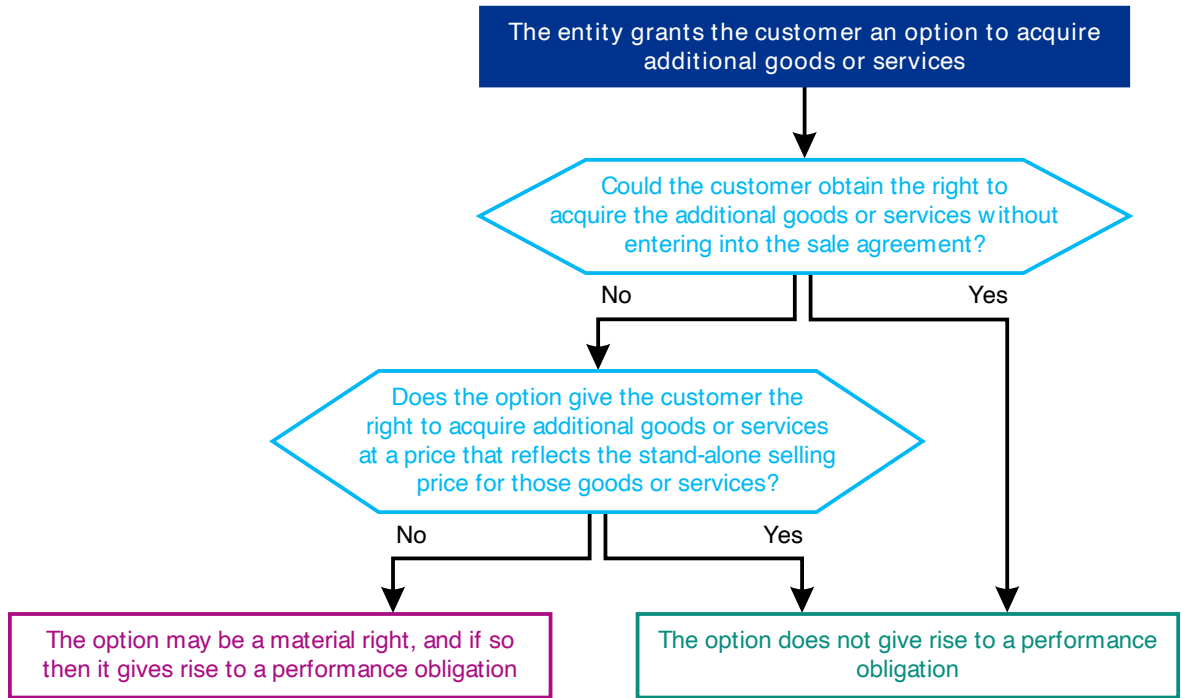 The entity grants the customer an option to acquire
additional goods or services
Could the customer obtain the right to
acquire the additional goods or services without
entering into the sale agreement?
No
Yes
Does the option give the customer the
right to acquire additional goods or services
at a price that reflects the stand-alone selling
price for those goods or services?
No
Yes
The option may be a material right, and if so
then it gives rise to a performance obligation
The option does not give rise to a performance
obligation